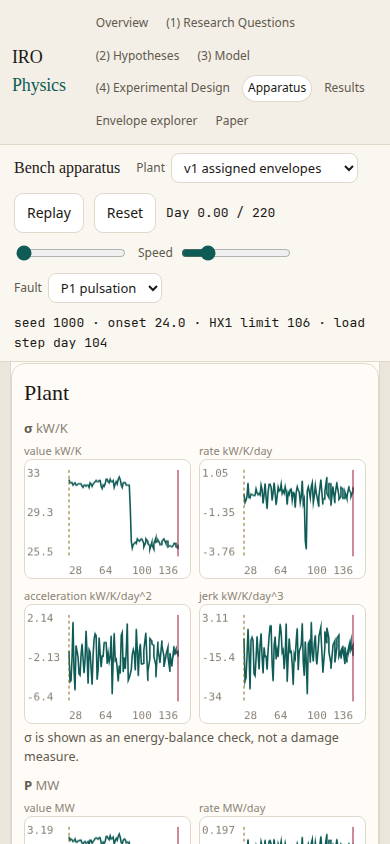 IRO
Physics
Overview (1) Research Questions
(2) Hypotheses (3) Model
(4) Experimental Design Apparatus Results
Envelope explorer Paper
Bench apparatus Plant v1 assigned envelopes
Replay Reset Day 0.00 / 220
Speed
Fault P1 pulsation
seed 1000 · onset 24.0 · HX1 limit 106 · load
step day 104
Plant
σ kW/K
value kW/K rate kW/K/day
33
29.3
25.5
28 64 100 136
1.05
-1.35
-3.76
28 64 100 136
acceleration kW/K/day^2 jerk kW/K/day^3
2.14
-2.13
-6.4
28 64 100 136
3.11
-15.4
-34
28 64 100 136
σ is shown as an energy-balance check, not a damage
measure.
P MW
value MW rate MW/day
3.19
0.197